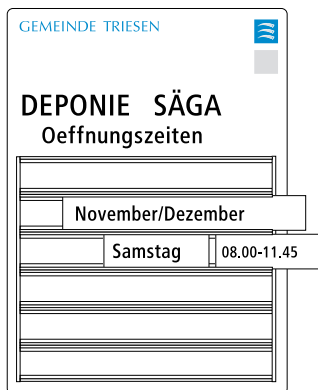 GEMEINDE TRIESEN
DEPONIE SÄGA
Oeffnungszeiten
November/Dezember
Samstag 08.00-11.45